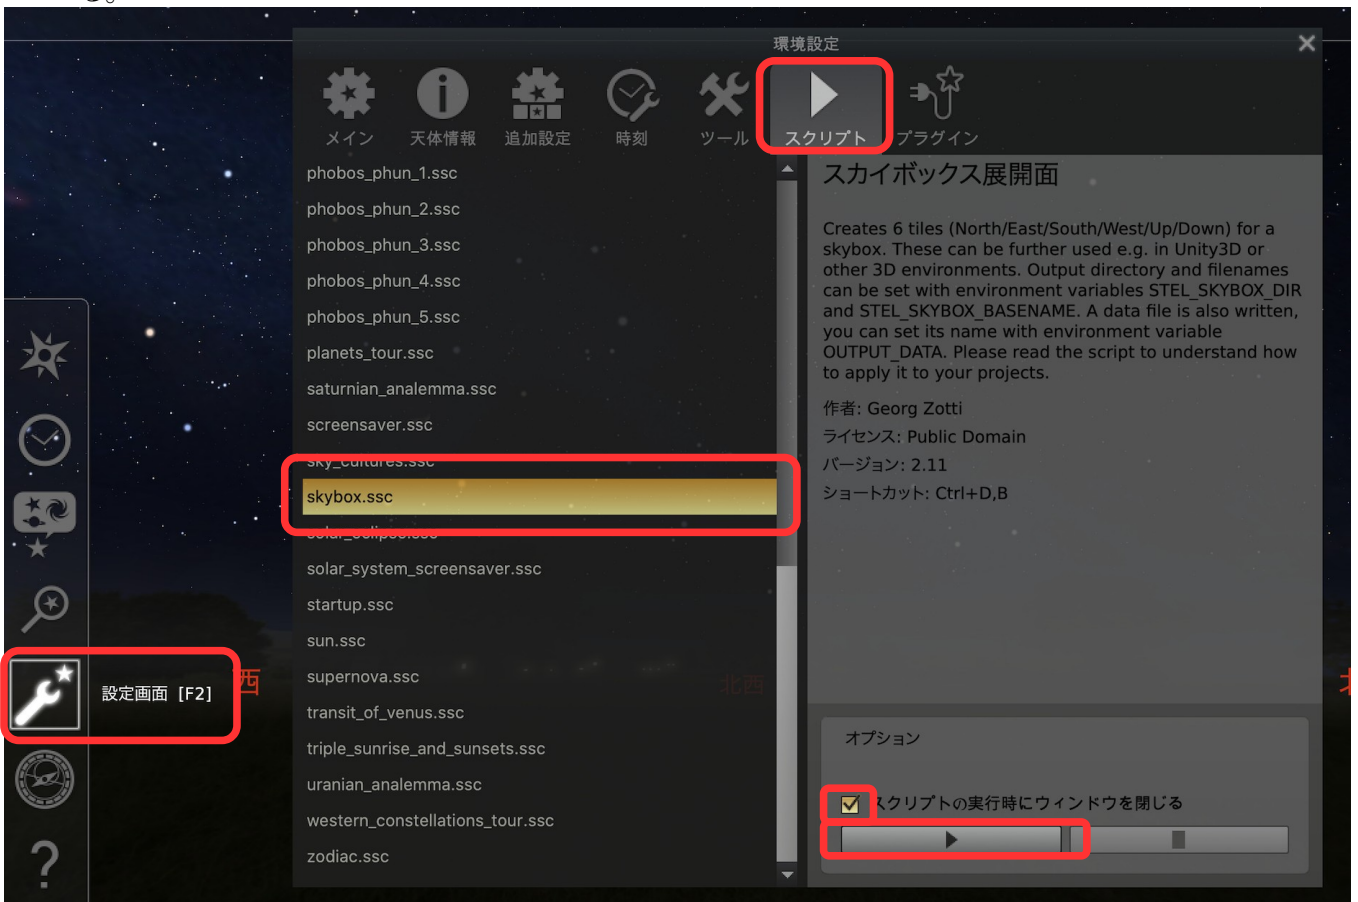 る。
環境設定
メイン 天体情報 追加設定 時刻 ツール スクリプト プラグイン
phobos_phun_1.ssc
phobos_phun_2.ssc
phobos_phun_3.ssc
phobos_phun_4.ssc
phobos_phun_5.ssc
planets_tour.ssc
saturnian_analemma.ssc
screensaver.ssc
sky_cultures.ssc
skybox.ssc
solar_eclipse.ssc
solar_system_screensaver.ssc
startup.ssc
sun.ssc
supernova.ssc
transit_of_venus.ssc
triple_sunrise_and_sunsets.ssc
uranian_analemma.ssc
western_constellations_tour.ssc
zodiac.ssc
スカイボックス展開面
Creates 6 tiles (North/East/South/West/Up/Down) for a
skybox. These can be further used e.g. in Unity3D or
other 3D environments. Output directory and filenames
can be set with environment variables STEL_SKYBOX_DIR
and STEL_SKYBOX_BASENAME. A data file is also written,
you can set its name with environment variable
OUTPUT_DATA. Please read the script to understand how
to apply it to your projects.
作者: Georg Zotti
ライセンス: Public Domain
バージョン: 2.11
ショートカット: Ctrl+D,B
オプション
スクリプトの実行時にウィンドウを閉じる
設定画面 [F2]
西
北西